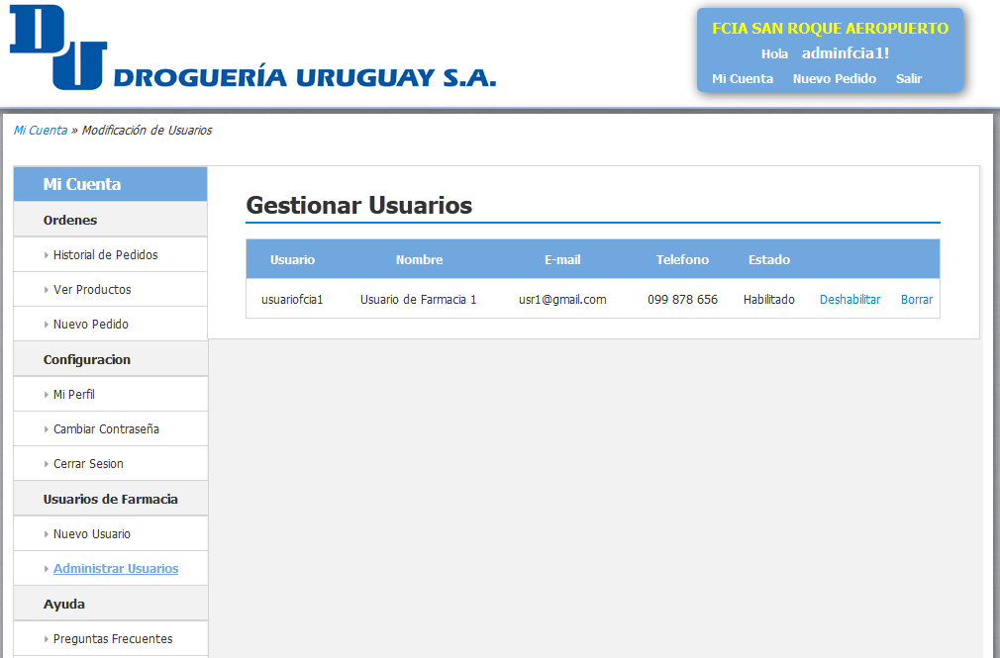 DU DROGUERÍA URUGUAY S.A.
FCIA SAN ROQUE AEROPUERTO
Hola adminfcia1!
Mi Cuenta Nuevo Pedido Salir
Mi Cuenta » Modificación de Usuarios
Mi Cuenta
Ordenes
Historial de Pedidos
Ver Productos
Nuevo Pedido
Configuracion
Mi Perfil
Cambiar Contraseña
Cerrar Sesion
Usuarios de Farmacia
Nuevo Usuario
Administrar Usuarios
Ayuda
Preguntas Frecuentes
Gestionar Usuarios
Usuario Nombre E-mail Telefono Estado
usuariofcia1 Usuario de Farmacia 1 usr1@gmail.com 099 878 656 Habilitado Deshabilitar Borrar